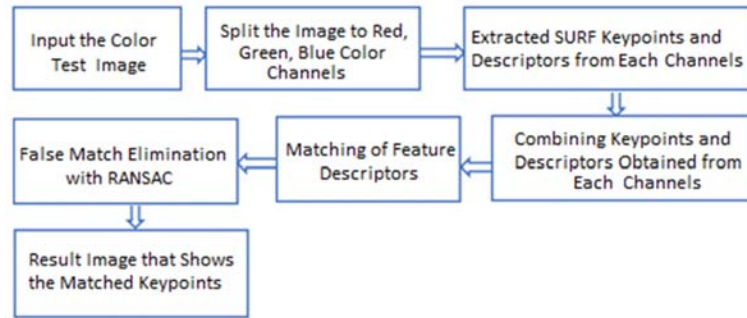 Input the Color
Test Image
Split the Image to Red,
Green, Blue Color
Channels
Extracted SURF Keypoints and
Descriptors from Each Channels
Combining Keypoints and
Descriptors Obtained from
Each Channels
Matching of Feature
Descriptors
False Match Elimination
with RANSAC
Result Image that Shows
the Matched Keypoints